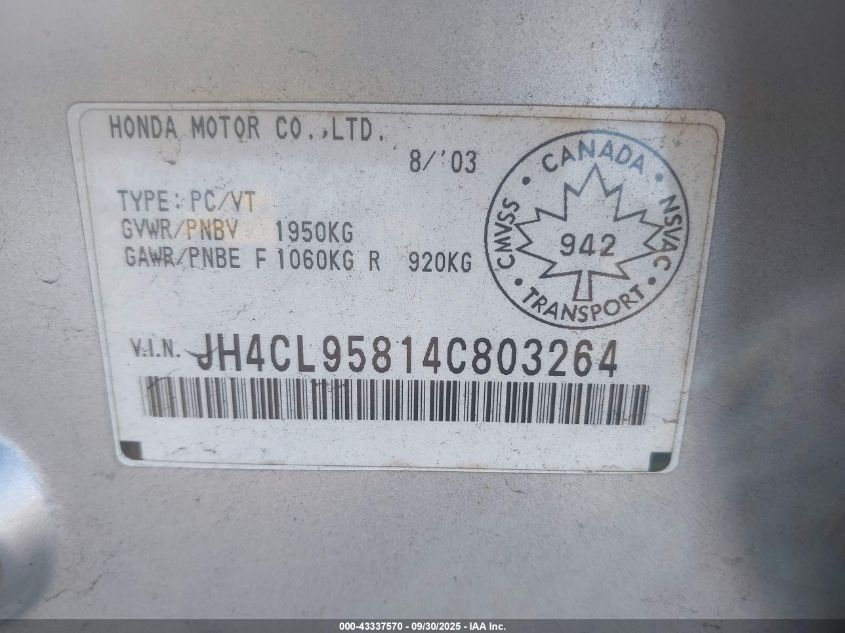 HONDA MOTOR CO.,LTD.
8/'03
TYPE: PC/VT
GVWR/PNBV 1950KG
GAWR/PNBE F 1060KG R 920KG
CANADA
CMVSS
NSVAC
942
TRANSPORT
V.I.N. JH4CL95814C803264
000-43337570 - 09/30/2025 - IAA Inc.